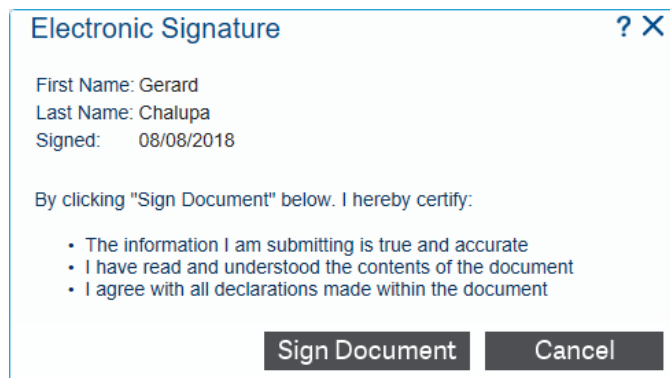 Electronic Signature ? X
First Name: Gerard
Last Name: Chalupa
Signed: 08/08/2018
By clicking "Sign Document" below. I hereby certify:
• The information I am submitting is true and accurate
• I have read and understood the contents of the document
• I agree with all declarations made within the document
Sign Document Cancel